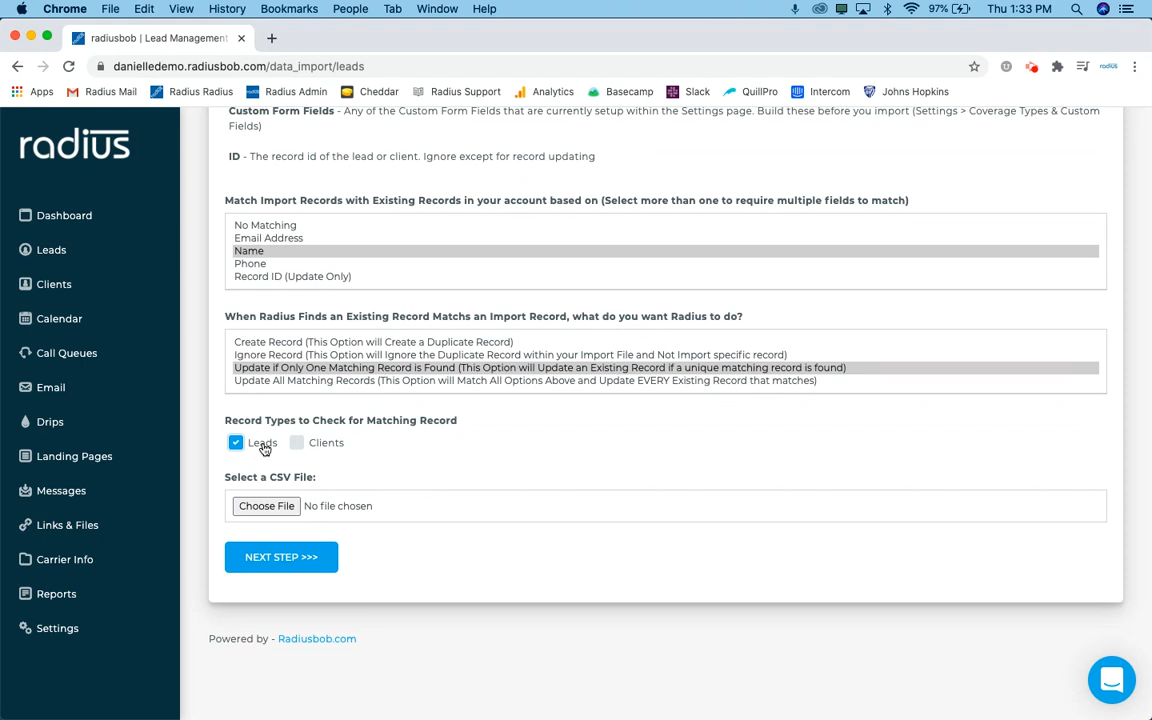 Chrome File Edit View History Bookmarks People Tab Window Help 97% Thu 1:33 PM
radiusbob | Lead Management
danielledemo.radiusbob.com/data_import/leads
Apps Radius Mail Radius Radius Radius Admin Cheddar Radius Support Analytics Basecamp Slack QuillPro Intercom Johns Hopkins
radius
Dashboard
Leads
Clients
Calendar
Call Queues
Email
Drips
Landing Pages
Messages
Links & Files
Carrier Info
Reports
Settings
Custom Form Fields - Any of the Custom Form Fields that are currently setup within the Settings page. Build these before you import (Settings > Coverage Types & Custom
Fields)
ID - The record id of the lead or client. Ignore except for record updating
Match Import Records with Existing Records in your account based on (Select more than one to require multiple fields to match)
No Matching
Email Address
Name
Phone
Record ID (Update Only)
When Radius Finds an Existing Record Matchs an Import Record, what do you want Radius to do?
Create Record (This Option will Create a Duplicate Record)
Ignore Record (This Option will Ignore the Duplicate Record within your Import File and Not Import specific record)
Update if Only One Matching Record is Found (This Option will Update an Existing Record if a unique matching record is found)
Update All Matching Records (This Option will Match All Options Above and Update EVERY Existing Record that matches)
Record Types to Check for Matching Record
Leads Clients
Select a CSV File:
Choose File No file chosen
NEXT STEP >>>
Powered by - Radiusbob.com